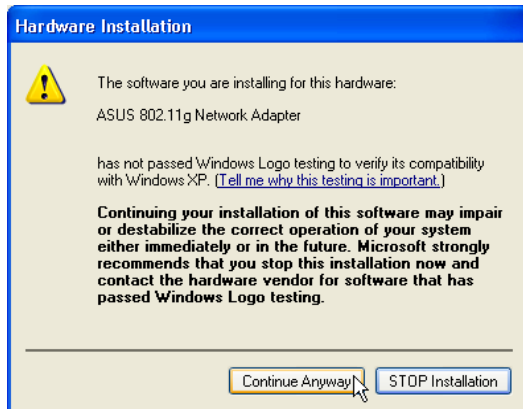 Hardware Installation
The software you are installing for this hardware:
ASUS 802.11g Network Adapter
has not passed Windows Logo testing to verify its compatibility
with Windows XP. (Tell me why this testing is important.)
Continuing your installation of this software may impair
or destabilize the correct operation of your system
either immediately or in the future. Microsoft strongly
recommends that you stop this installation now and
contact the hardware vendor for software that has
passed Windows Logo testing.
Continue Anyway STOP Installation